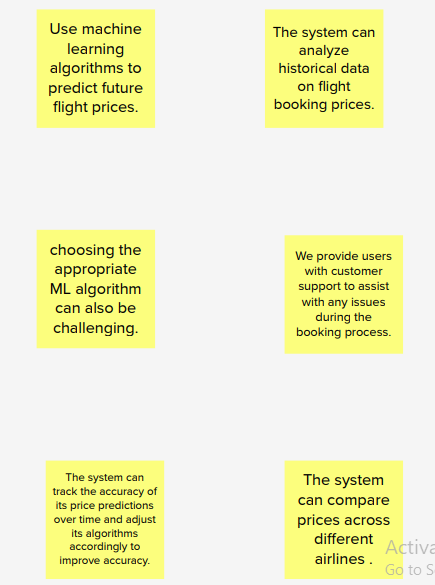 Use machine
learning
algorithms to
predict future
flight prices.
The system can
analyze
historical data
on flight
booking prices.
choosing the
appropriate
ML algorithm
can also be
challenging.
We provide users
with customer
support to assist
with any issues
during the
booking process.
The system can
track the accuracy of
its price predictions
over time and adjust
its algorithms
accordingly to
improve accuracy.
The system
can compare
prices across
different
airlines .
Go to